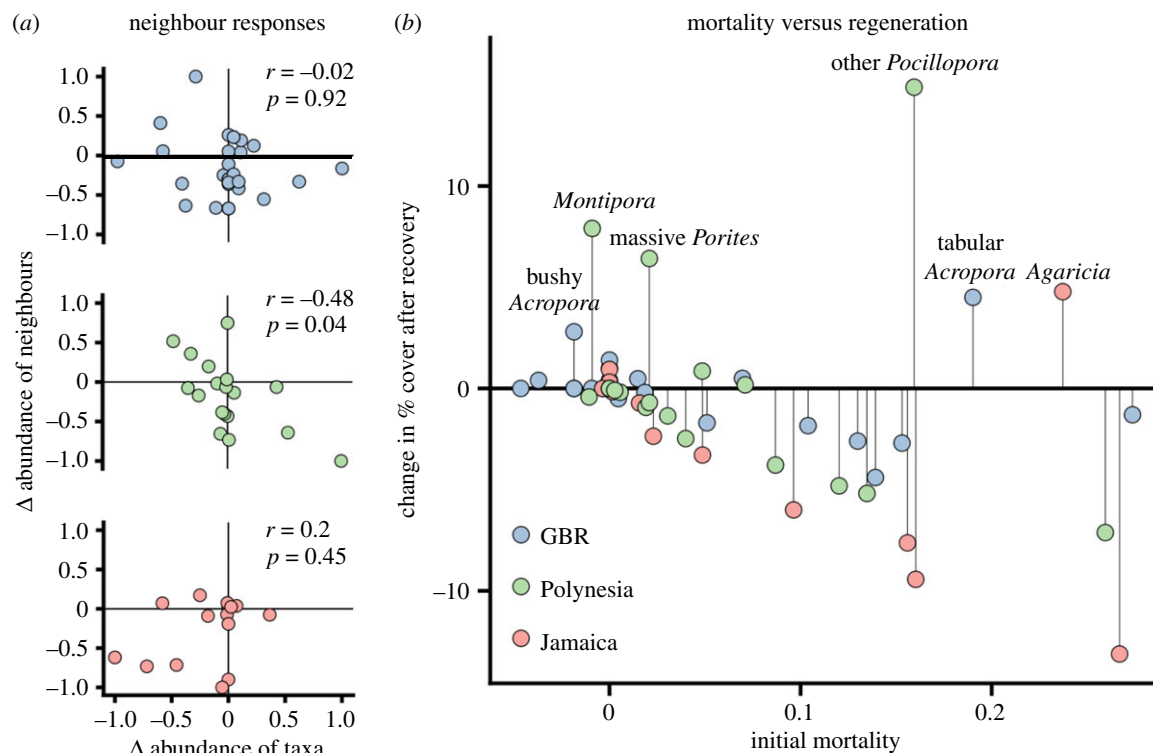 (a) neighbour responses
r = –0.02
p = 0.92
1.0
0.5
0
–0.5
–1.0
r = –0.48
p = 0.04
1.0
0.5
0
–0.5
–1.0
r = 0.2
p = 0.45
1.0
0.5
0
–0.5
–1.0
–1.0 –0.5 0 0.5 1.0
Δ abundance of neighbours
Δ abundance of taxa
(b) mortality versus regeneration
other Pocillopora
Montipora
massive Porites
bushy
Acropora
tabular
Acropora Agaricia
10
0
–10
change in % cover after recovery
GBR
Polynesia
Jamaica
0 0.1 0.2
initial mortality